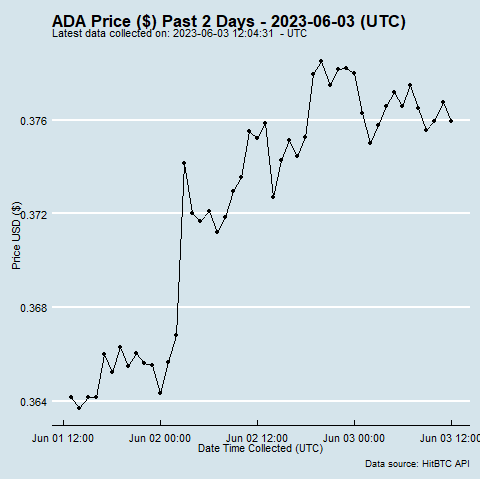 ADA Price ($) Past 2 Days - 2023-06-03 (UTC)
Latest data collected on: 2023-06-03 12:04:31 - UTC
Price USD ($)
0.376
0.372
0.368
0.364
Jun 01 12:00 Jun 02 00:00 Jun 02 12:00 Jun 03 00:00 Jun 03 12:00
Date Time Collected (UTC)
Data source: HitBTC API